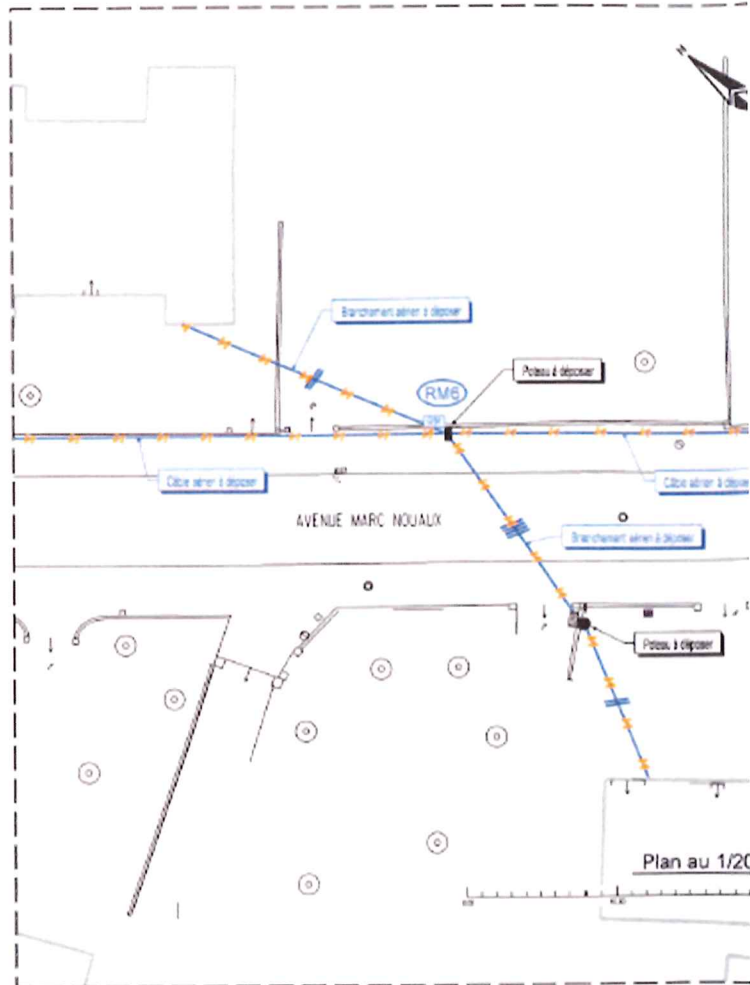 N
Branchement aérien à déposer
Poteau à déposer
RM6
Câble aérien à déposer
Câble aérien à dépose
AVENUE MARC NOUAUX
Branchement aérien à déposer
Poteau à déposer
Plan au 1/20